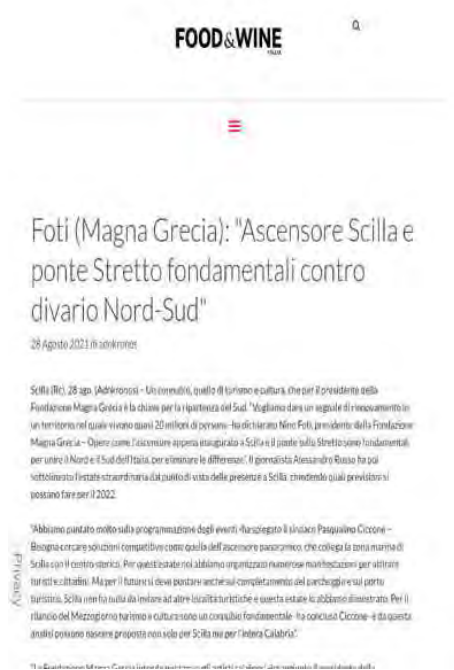 FOOD&WINE
ITALIA
Foti (Magna Grecia): "Ascensore Scilla e
ponte Stretto fondamentali contro
divario Nord-Sud"
28 Agosto 2021 di adnkronos
Scilla (Rc), 28 ago. (Adnkronos) – Un connubio, quello di turismo e cultura, che per il presidente della
Fondazione Magna Grecia è la chiave per la ripartenza del Sud. "Vogliamo dare un segnale di rinnovamento in
un territorio nel quale vivono quasi 20 milioni di persone -ha dichiarato Nino Foti, presidente della Fondazione
Magna Grecia – Opere come l'ascensore appena inaugurato a Scilla e il ponte sullo Stretto sono fondamentali
per unire il Nord e il Sud dell'Italia, per eliminare le differenze". Il giornalista Alessandro Russo ha poi
sottolineato l'estate straordinaria dal punto di vista delle presenze a Scilla, chiedendo quali previsioni si
possano fare per il 2022.
"Abbiamo puntato molto sulla programmazione degli eventi -ha spiegato il sindaco Pasqualino Ciccone –
Bisogna cercare soluzioni competitive come quella dell'ascensore panoramico, che collega la zona marina di
Scilla con il centro storico. Per quest'estate noi abbiamo organizzato numerose manifestazioni per attirare
turisti e cittadini. Ma per il futuro si deve puntare anche sul completamento del parcheggio e sul porto
turistico. Scilla non ha nulla da invidiare ad altre località turistiche e questa estate lo abbiamo dimostrato. Per il
rilancio del Mezzogiorno turismo e cultura sono un connubio fondamentale -ha concluso Ciccone- e da questa
analisi possono nascere proposte non solo per Scilla ma per l'intera Calabria".
"La Fondazione Magna Grecia intende
Privacy